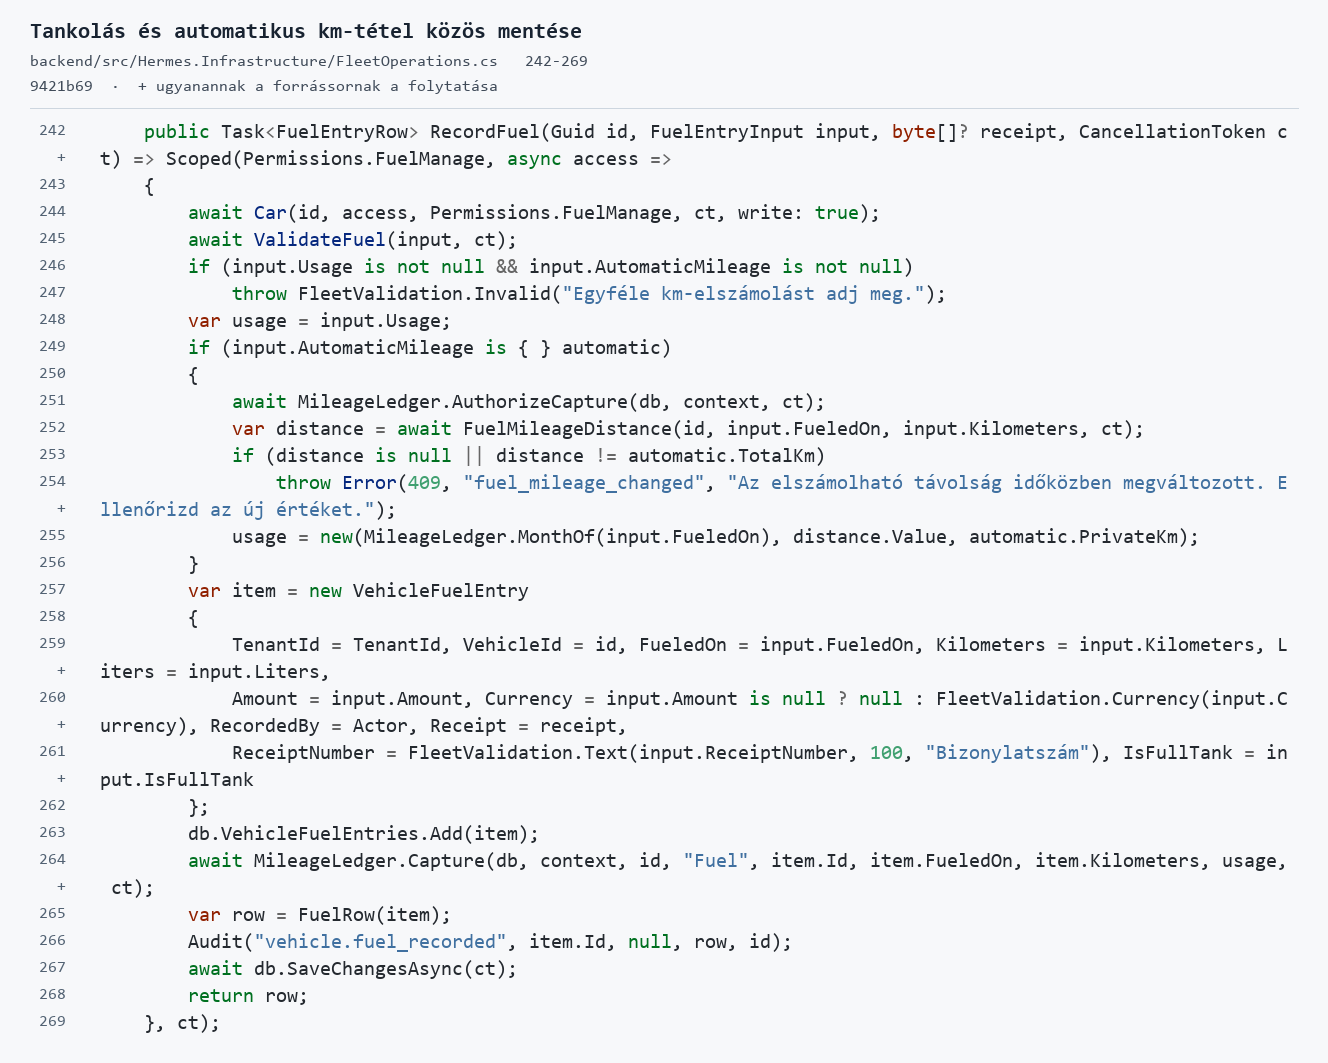 Tankolás és automatikus km-tétel közös mentése
backend/src/Hermes.Infrastructure/FleetOperations.cs   242-269
9421b69  ·  + ugyanannak a forrássornak a folytatása
242     public Task<FuelEntryRow> RecordFuel(Guid id, FuelEntryInput input, byte[]? receipt, CancellationToken c
+ t) => Scoped(Permissions.FuelManage, async access =>
243     {
244         await Car(id, access, Permissions.FuelManage, ct, write: true);
245         await ValidateFuel(input, ct);
246         if (input.Usage is not null && input.AutomaticMileage is not null)
247             throw FleetValidation.Invalid("Egyféle km-elszámolást adj meg.");
248         var usage = input.Usage;
249         if (input.AutomaticMileage is { } automatic)
250         {
251             await MileageLedger.AuthorizeCapture(db, context, ct);
252             var distance = await FuelMileageDistance(id, input.FueledOn, input.Kilometers, ct);
253             if (distance is null || distance != automatic.TotalKm)
254                 throw Error(409, "fuel_mileage_changed", "Az elszámolható távolság időközben megváltozott. E
+ llenőrizd az új értéket.");
255             usage = new(MileageLedger.MonthOf(input.FueledOn), distance.Value, automatic.PrivateKm);
256         }
257         var item = new VehicleFuelEntry
258         {
259             TenantId = TenantId, VehicleId = id, FueledOn = input.FueledOn, Kilometers = input.Kilometers, L
+ iters = input.Liters,
260             Amount = input.Amount, Currency = input.Amount is null ? null : FleetValidation.Currency(input.C
+ urrency), RecordedBy = Actor, Receipt = receipt,
261             ReceiptNumber = FleetValidation.Text(input.ReceiptNumber, 100, "Bizonylatszám"), IsFullTank = in
+ put.IsFullTank
262         };
263         db.VehicleFuelEntries.Add(item);
264         await MileageLedger.Capture(db, context, id, "Fuel", item.Id, item.FueledOn, item.Kilometers, usage,
+  ct);
265         var row = FuelRow(item);
266         Audit("vehicle.fuel_recorded", item.Id, null, row, id);
267         await db.SaveChangesAsync(ct);
268         return row;
269     }, ct);